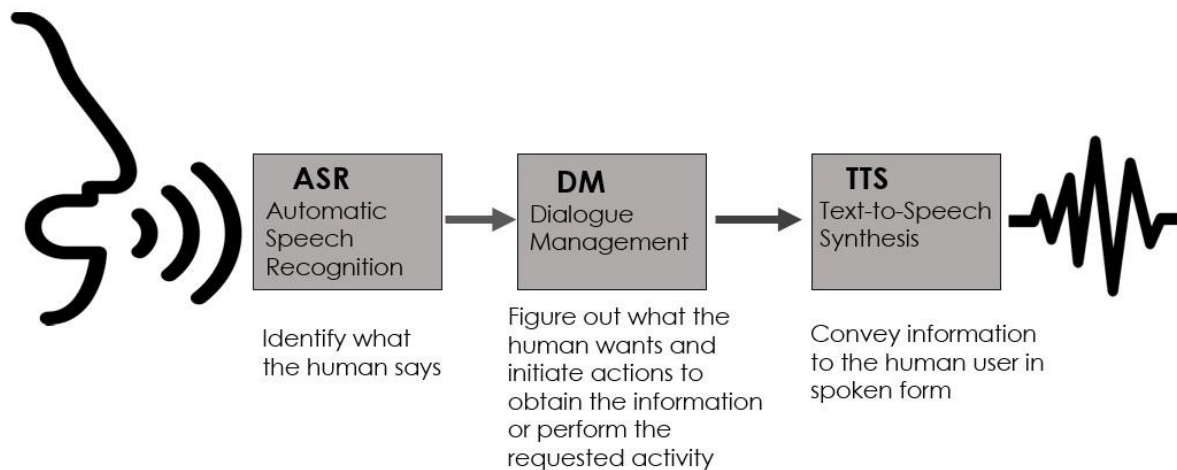 ASR
Automatic
Speech
Recognition
Identify what
the human says
DM
Dialogue
Management
Figure out what the
human wants and
initiate actions to
obtain the information
or perform the
requested activity
TTS
Text-to-Speech
Synthesis
Convey information
to the human user in
spoken form